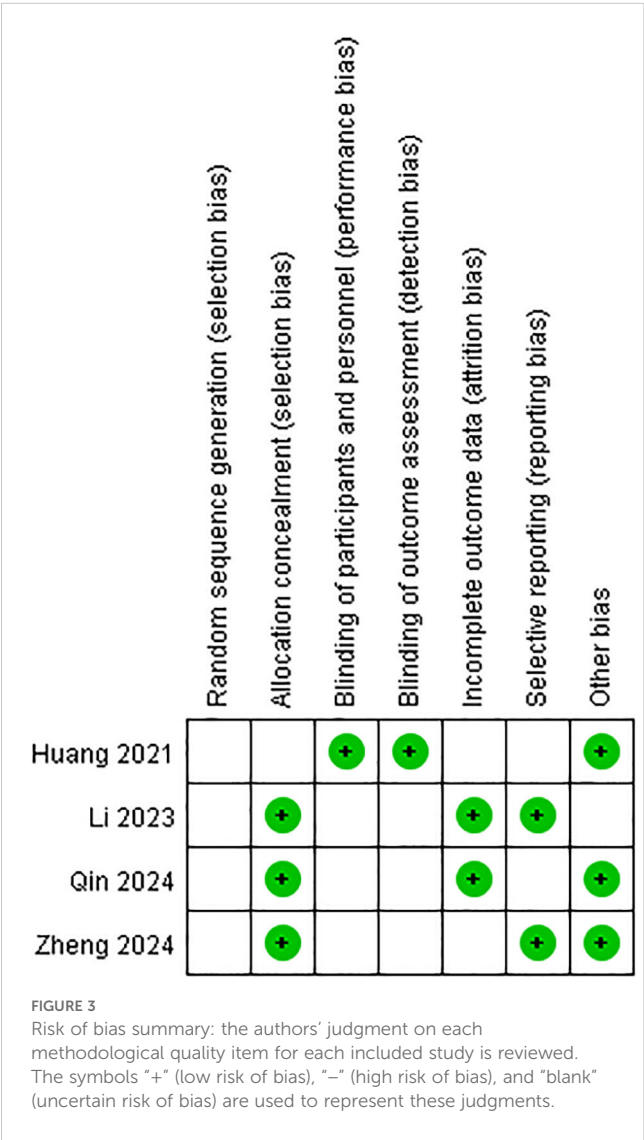 Random sequence generation (selection bias)
Allocation concealment (selection bias)
Blinding of participants and personnel (performance bias)
Blinding of outcome assessment (detection bias)
Incomplete outcome data (attrition bias)
Selective reporting (reporting bias)
Other bias
Huang 2021 + + +
Li 2023 + + +
Qin 2024 + + +
Zheng 2024 + + +
FIGURE 3
Risk of bias summary: the authors’ judgment on each
methodological quality item for each included study is reviewed.
The symbols “+” (low risk of bias), “–” (high risk of bias), and “blank”
(uncertain risk of bias) are used to represent these judgments.